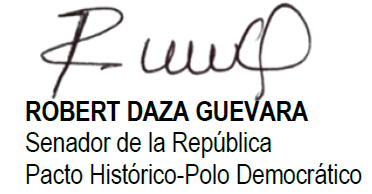 ROBERT DAZA GUEVARA
Senador de la República
Pacto Histórico-Polo Democrático